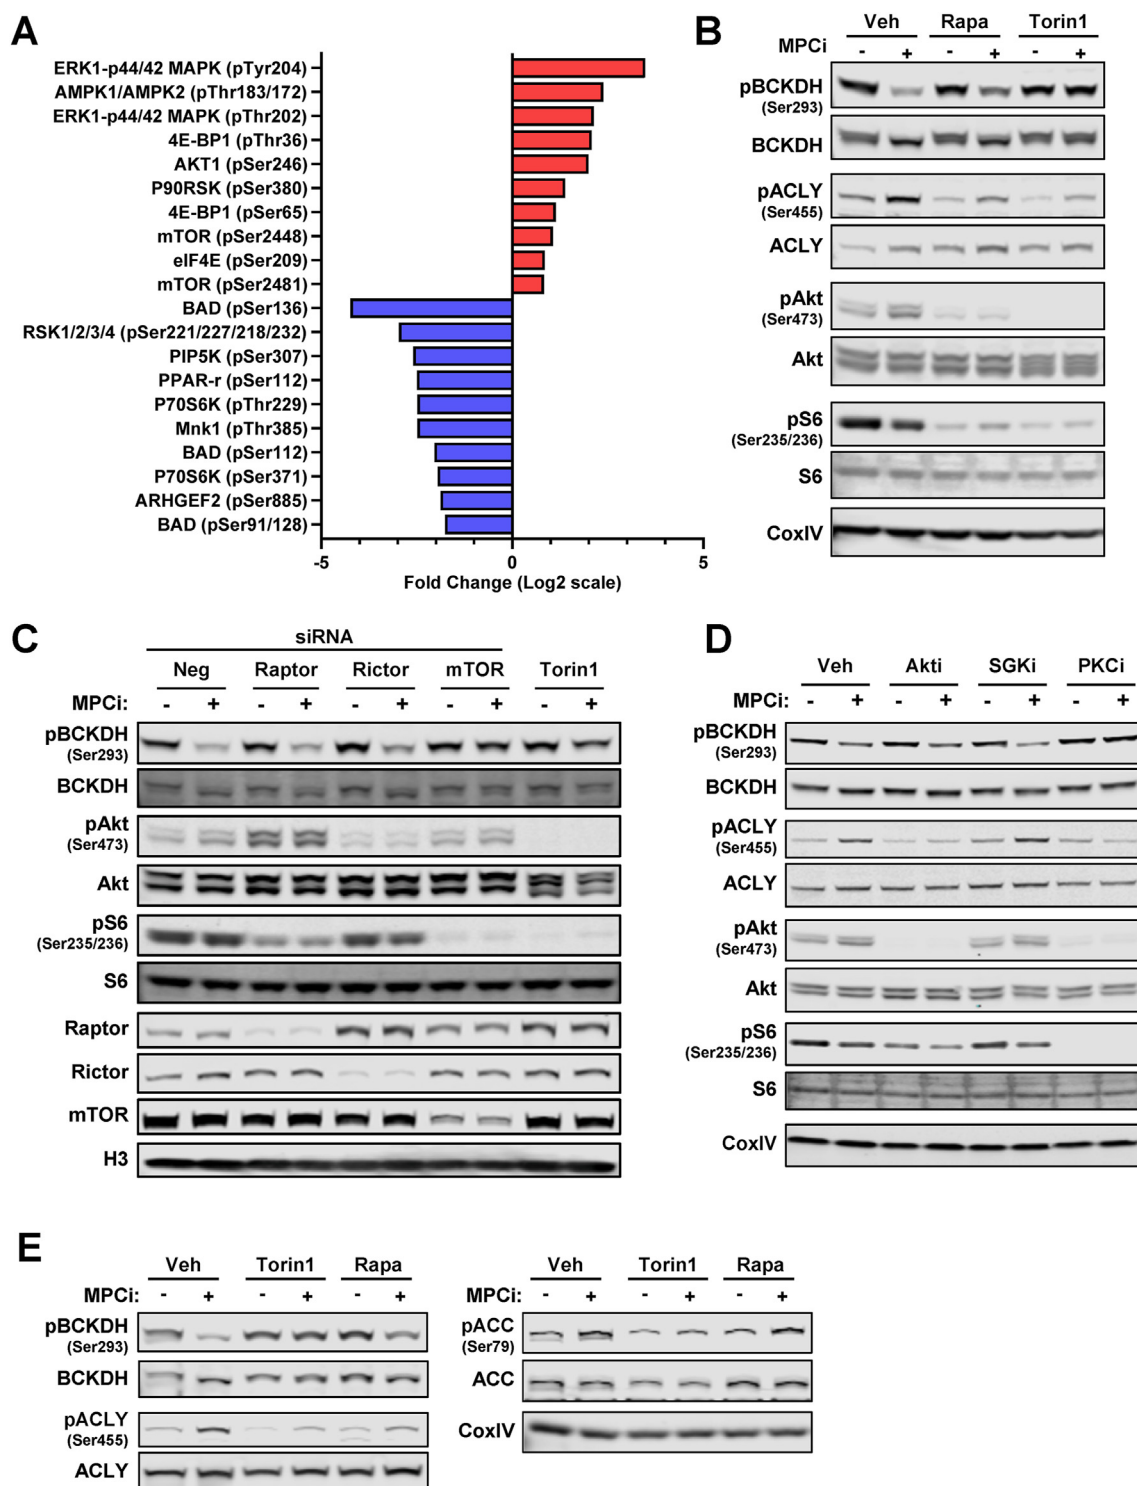 A
ERK1-p44/42 MAPK (pTyr204)
AMPK1/AMPK2 (pThr183/172)
ERK1-p44/42 MAPK (pThr202)
4E-BP1 (pThr36)
AKT1 (pSer246)
P90RSK (pSer380)
4E-BP1 (pSer65)
mTOR (pSer2448)
eIF4E (pSer209)
mTOR (pSer2481)
BAD (pSer136)
RSK1/2/3/4 (pSer221/227/218/232)
PIP5K (pSer307)
PPAR-r (pSer112)
P70S6K (pThr229)
Mnk1 (pThr385)
BAD (pSer112)
P70S6K (pSer371)
ARHGEF2 (pSer885)
BAD (pSer91/128)
-5 0 5
Fold Change (Log2 scale)
B
Veh Rapa Torin1
MPCi - + - + - +
pBCKDH
(Ser293)
BCKDH
pACLY
(Ser455)
ACLY
pAkt
(Ser473)
Akt
pS6
(Ser235/236)
S6
CoxIV
C
siRNA
Neg Raptor Rictor mTOR Torin1
MPCi: - + - + - + - + - +
pBCKDH
(Ser293)
BCKDH
pAkt
(Ser473)
Akt
pS6
(Ser235/236)
S6
Raptor
Rictor
mTOR
H3
D
Veh Akti SGKi PKCi
MPCi: - + - + - + - +
pBCKDH
(Ser293)
BCKDH
pACLY
(Ser455)
ACLY
pAkt
(Ser473)
Akt
pS6
(Ser235/236)
S6
CoxIV
E
Veh Torin1 Rapa
MPCi: - + - + - +
pBCKDH
(Ser293)
BCKDH
pACLY
(Ser455)
ACLY
Veh Torin1 Rapa
MPCi: - + - + - +
pACC
(Ser79)
ACC
CoxIV